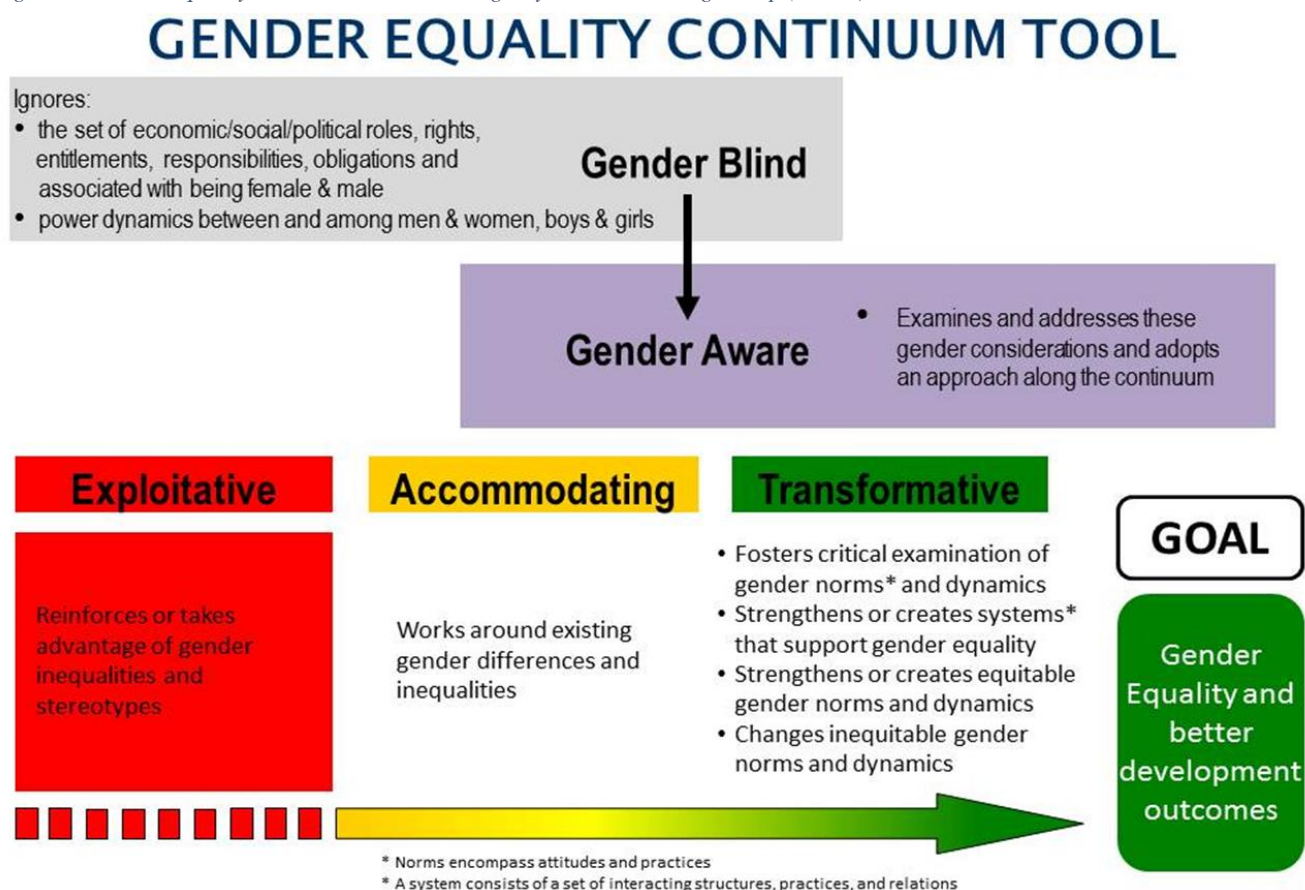 GENDER EQUALITY CONTINUUM TOOL
Ignores:
• the set of economic/social/political roles, rights,
entitlements, responsibilities, obligations and
associated with being female & male
• power dynamics between and among men & women, boys & girls
Gender Blind
Gender Aware
• Examines and addresses these
gender considerations and adopts
an approach along the continuum
Exploitative
Reinforces or takes
advantage of gender
inequalities and
stereotypes
Accommodating
Works around existing
gender differences and
inequalities
Transformative
• Fosters critical examination of
gender norms* and dynamics
• Strengthens or creates systems*
that support gender equality
• Strengthens or creates equitable
gender norms and dynamics
• Changes inequitable gender
norms and dynamics
GOAL
Gender
Equality and
better
development
outcomes
* Norms encompass attitudes and practices
* A system consists of a set of interacting structures, practices, and relations